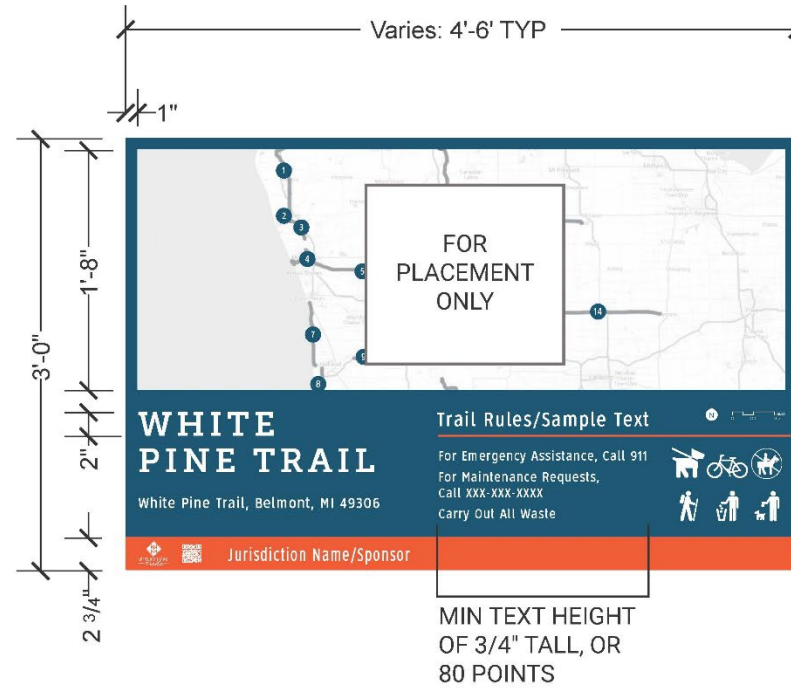 Varies: 4'-6' TYP
1"
3'-0"
1'-8"
2"
2 3/4"
1
2
3
4
5
7
8
9
14
FOR
PLACEMENT
ONLY
WHITE
PINE TRAIL
White Pine Trail, Belmont, MI 49306
Trail Rules/Sample Text
N
For Emergency Assistance, Call 911
For Maintenance Requests,
Call XXX-XXX-XXXX
Carry Out All Waste
Jurisdiction Name/Sponsor
MIN TEXT HEIGHT
OF 3/4" TALL, OR
80 POINTS